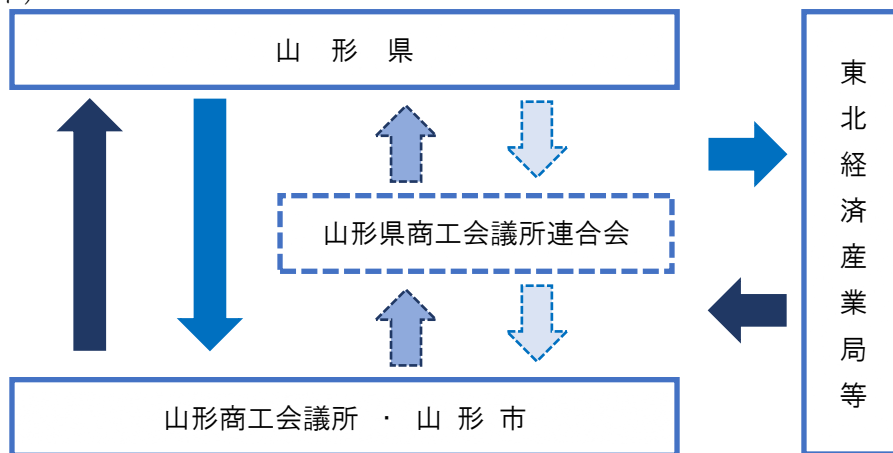 山 形 県
山形県商工会議所連合会
山形商工会議所 ・ 山 形 市
東北経済産業局等